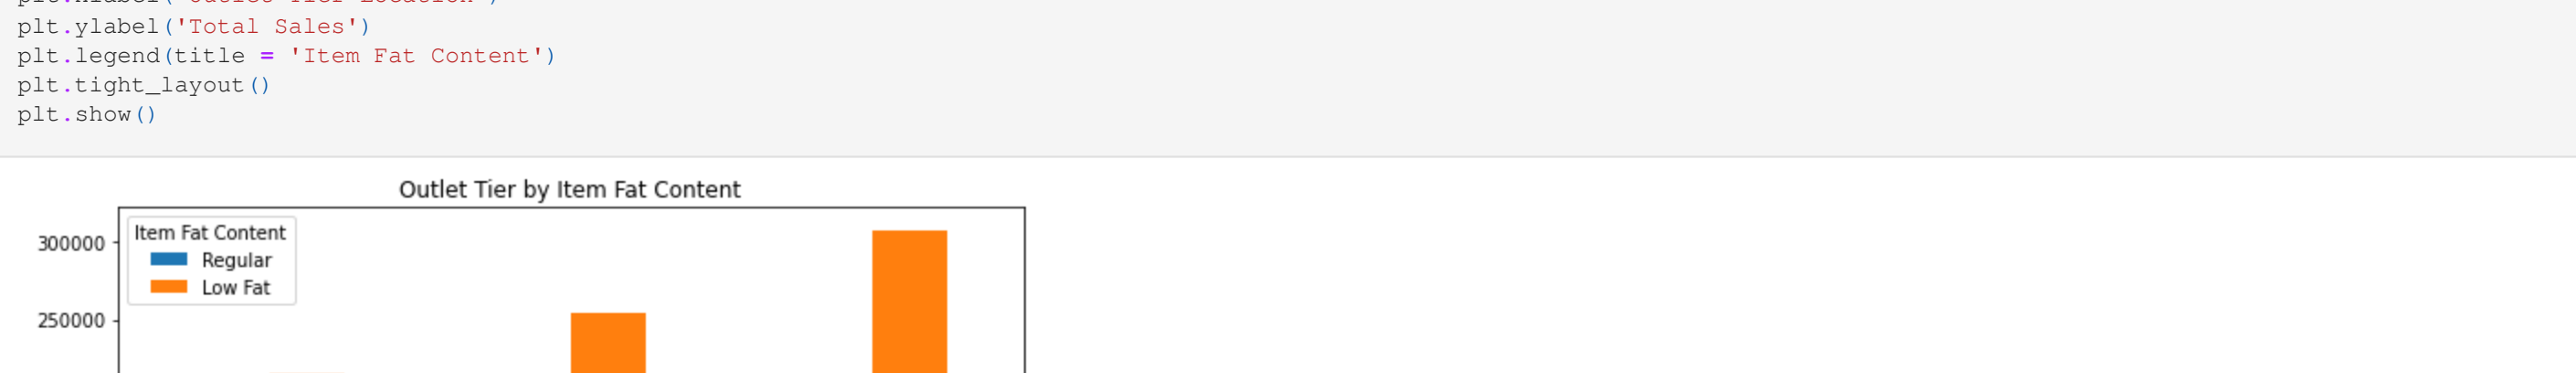 plt.ylabel('Total Sales')
plt.legend(title = 'Item Fat Content')
plt.tight_layout()
plt.show()
Outlet Tier by Item Fat Content
Item Fat Content
Regular
Low Fat
300000
250000